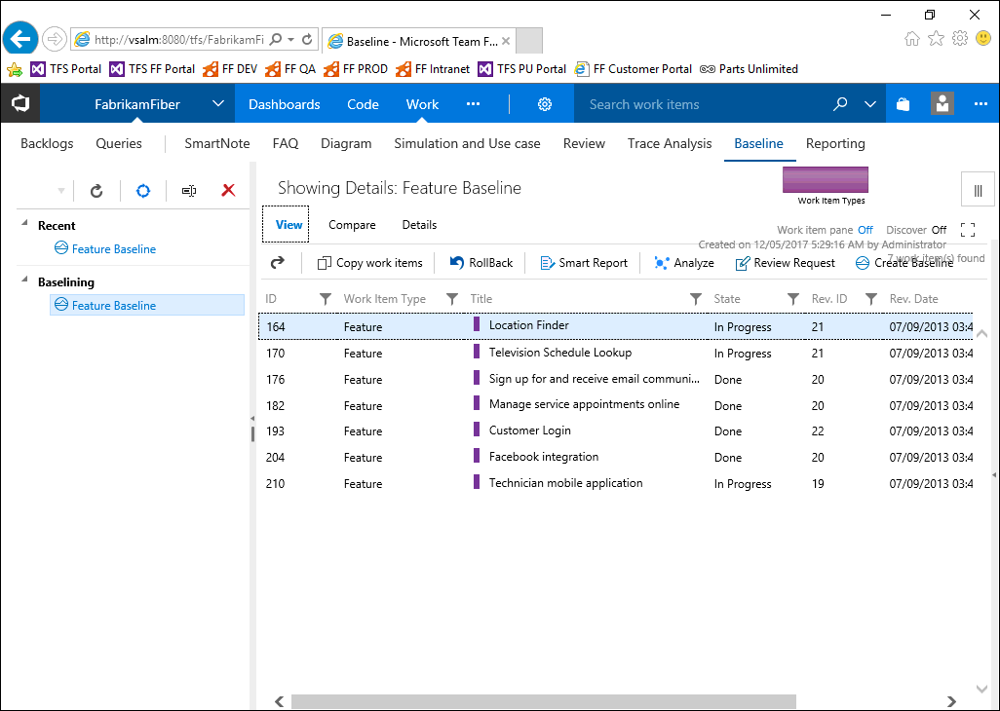 http://vsalm:8080/tfs/FabrikamFi
Baseline - Microsoft Team F...
TFS Portal TFS FF Portal FF DEV FF QA FF PROD FF Intranet TFS PU Portal FF Customer Portal Parts Unlimited
FabrikamFiber Dashboards Code Work ... Search work items ...
Backlogs Queries SmartNote FAQ Diagram Simulation and Use case Review Trace Analysis Baseline Reporting
Showing Details: Feature Baseline
Work Item Types
Recent
Feature Baseline
Baselining
Feature Baseline
View Compare Details
Work item pane Off Discover Off
Created on 12/05/2017 5:29:16 AM by Administrator
7 work item(s) found
Copy work items RollBack Smart Report Analyze Review Request Create Baseline
ID Work Item Type Title State Rev. ID Rev. Date
164 Feature Location Finder In Progress 21 07/09/2013 03:4
170 Feature Television Schedule Lookup In Progress 21 07/09/2013 03:4
176 Feature Sign up for and receive email communi... Done 20 07/09/2013 03:4
182 Feature Manage service appointments online Done 20 07/09/2013 03:4
193 Feature Customer Login Done 22 07/09/2013 03:4
204 Feature Facebook integration Done 20 07/09/2013 03:4
210 Feature Technician mobile application In Progress 19 07/09/2013 03:4